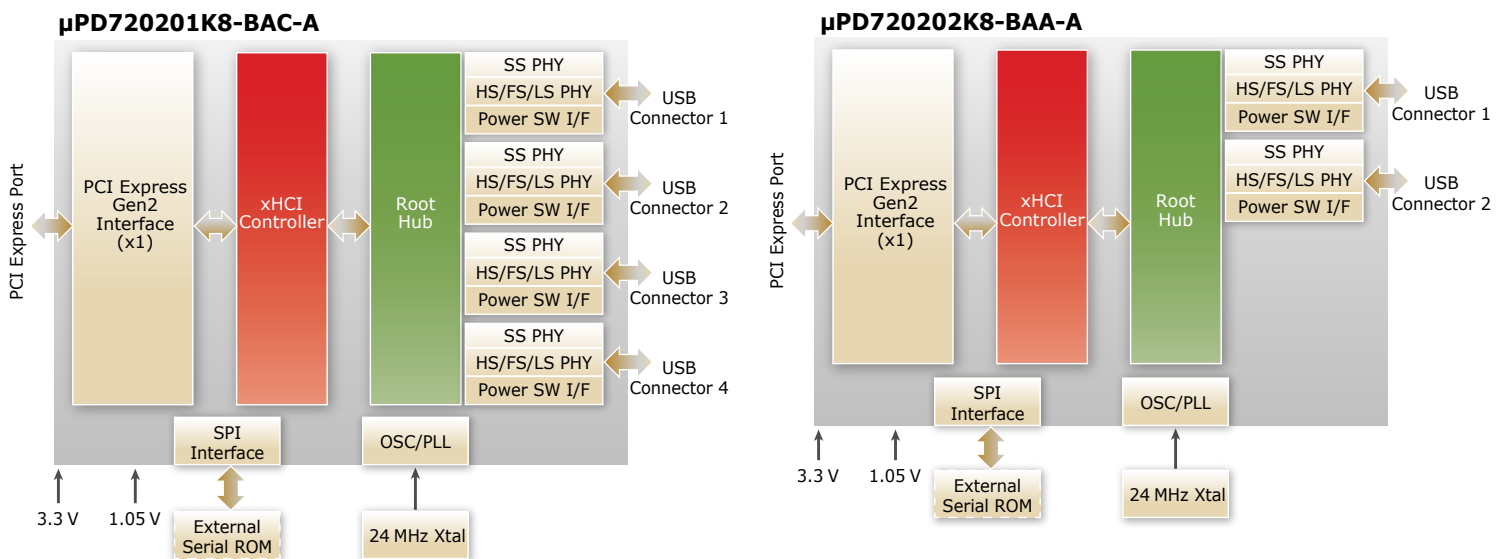 µPD720201K8-BAC-A
PCI Express Port
PCI Express
Gen2
Interface
(x1)
xHCI
Controller
Root
Hub
SS PHY
HS/FS/LS PHY
Power SW I/F
USB
Connector 1
SS PHY
HS/FS/LS PHY
Power SW I/F
USB
Connector 2
SS PHY
HS/FS/LS PHY
Power SW I/F
USB
Connector 3
SS PHY
HS/FS/LS PHY
Power SW I/F
USB
Connector 4
SPI
Interface
OSC/PLL
3.3 V
1.05 V
External
Serial ROM
24 MHz Xtal
µPD720202K8-BAA-A
PCI Express Port
PCI Express
Gen2
Interface
(x1)
xHCI
Controller
Root
Hub
SS PHY
HS/FS/LS PHY
Power SW I/F
USB
Connector 1
SS PHY
HS/FS/LS PHY
Power SW I/F
USB
Connector 2
SPI
Interface
OSC/PLL
3.3 V
1.05 V
External
Serial ROM
24 MHz Xtal